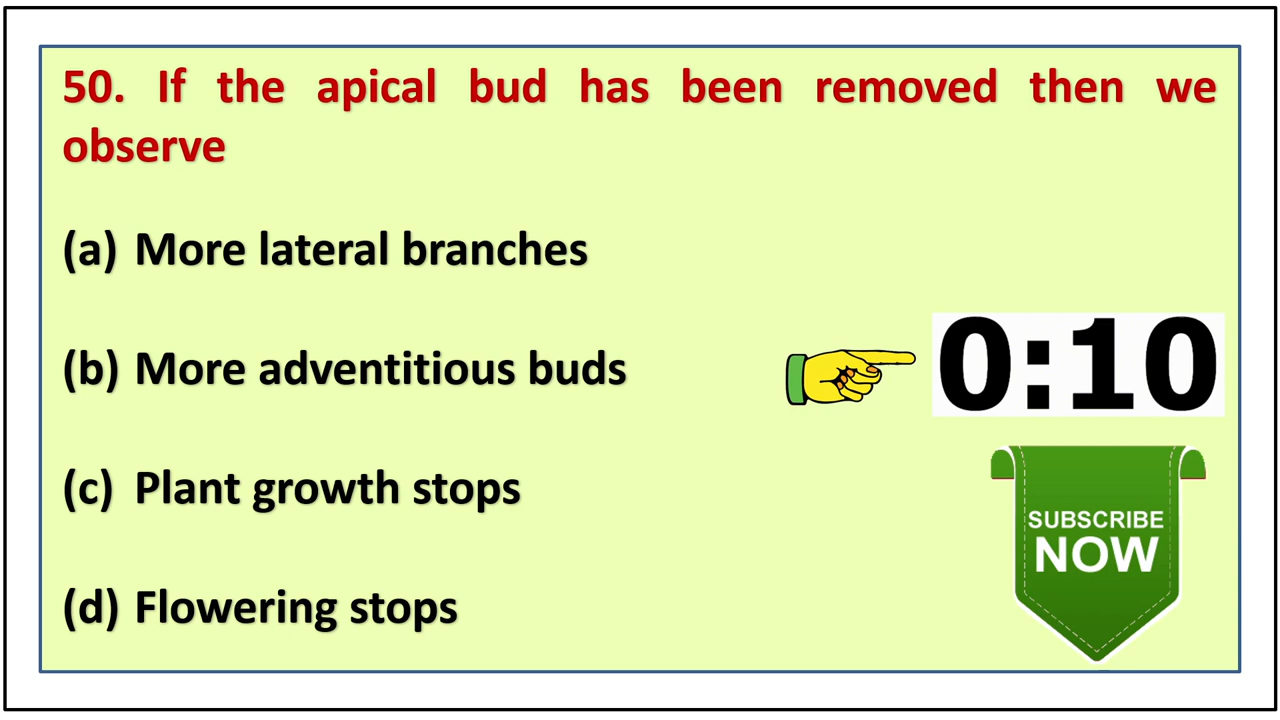 50. If the apical bud has been removed then we
observe
(a) More lateral branches
(b) More adventitious buds
0:10
(c) Plant growth stops
SUBSCRIBE
NOW
(d) Flowering stops